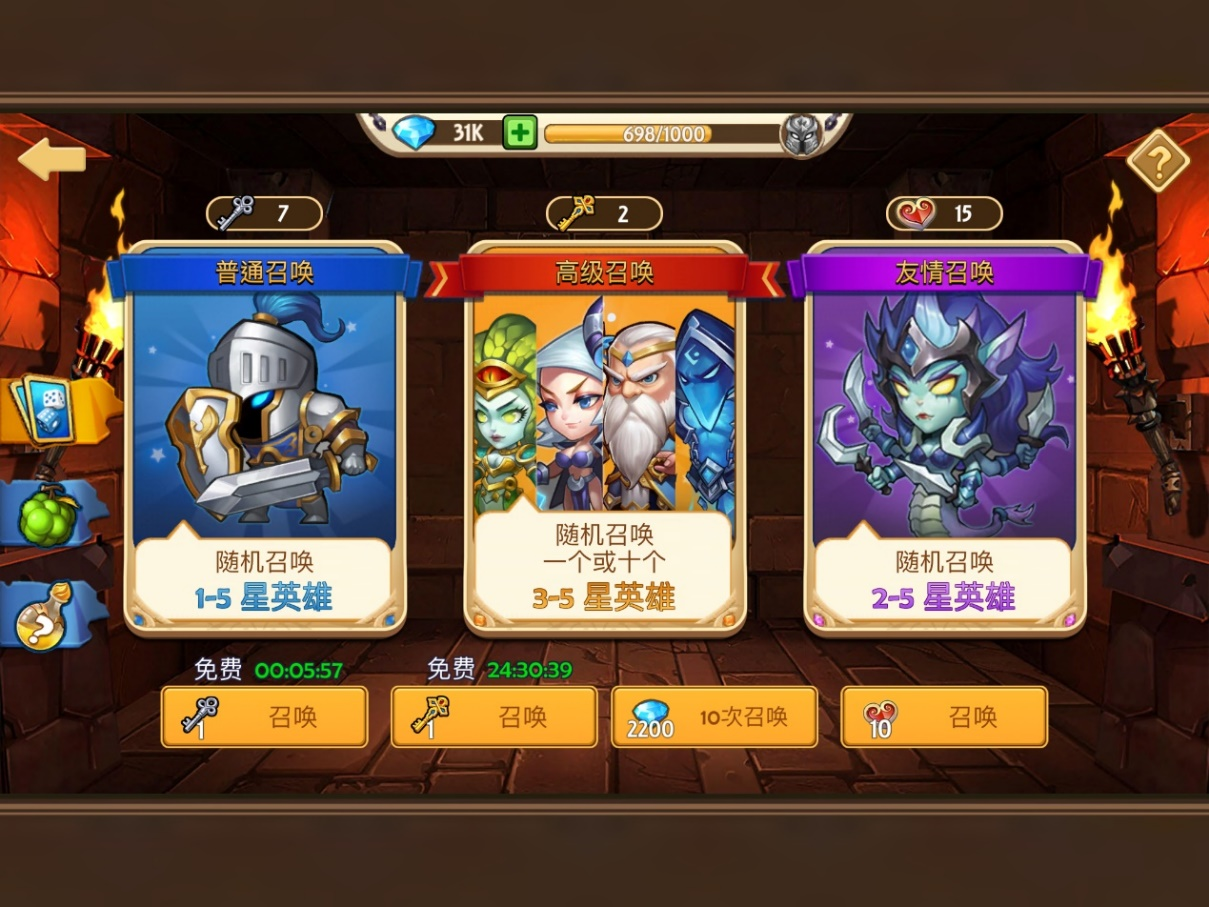 31K
698/1000
7
2
15
普通召唤
高级召唤
友情召唤
随机召唤
1-5 星英雄
随机召唤
一个或十个
3-5 星英雄
随机召唤
2-5 星英雄
免费 00:05:57
免费 24:30:39
1 召唤
1 召唤
2200 10次召唤
10 召唤